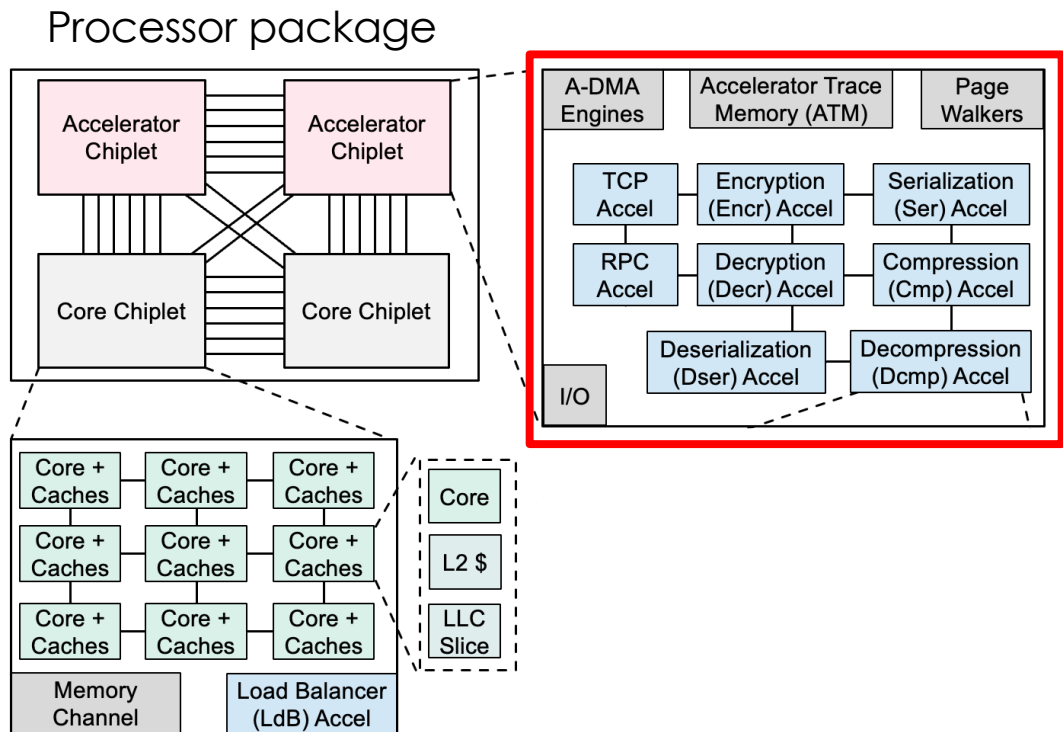 Processor package
Accelerator
Chiplet
Accelerator
Chiplet
Core Chiplet
Core Chiplet
A-DMA
Engines
Accelerator Trace
Memory (ATM)
Page
Walkers
TCP
Accel
Encryption
(Encr) Accel
Serialization
(Ser) Accel
RPC
Accel
Decryption
(Decr) Accel
Compression
(Cmp) Accel
Deserialization
(Dser) Accel
Decompression
(Dcmp) Accel
I/O
Core +
Caches
Core +
Caches
Core +
Caches
Core +
Caches
Core +
Caches
Core +
Caches
Core +
Caches
Core +
Caches
Core +
Caches
Memory
Channel
Load Balancer
(LdB) Accel
Core
L2 $
LLC
Slice